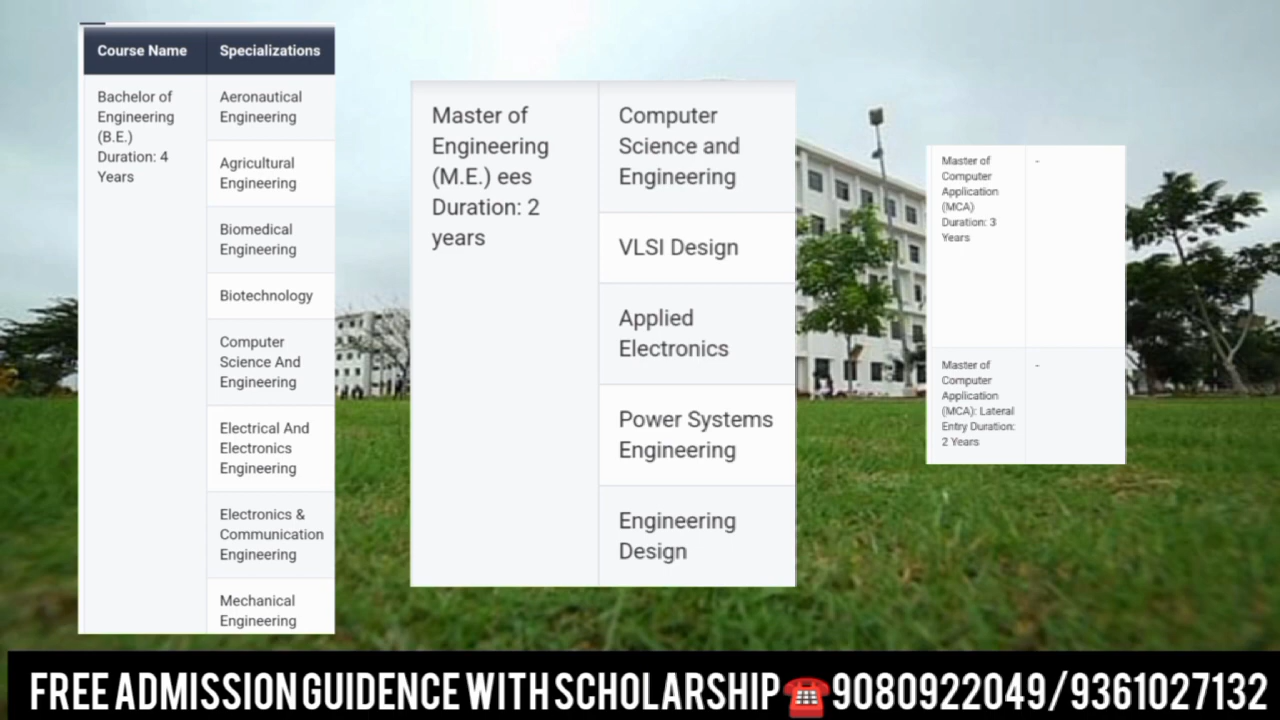 Course Name
Specializations
Bachelor of
Engineering
(B.E.)
Duration: 4
Years
Aeronautical
Engineering
Agricultural
Engineering
Biomedical
Engineering
Biotechnology
Computer
Science And
Engineering
Electrical And
Electronics
Engineering
Electronics &
Communication
Engineering
Mechanical
Engineering
Master of
Engineering
(M.E.) ees
Duration: 2
years
Computer
Science and
Engineering
VLSI Design
Applied
Electronics
Power Systems
Engineering
Engineering
Design
Master of
Computer
Application
(MCA)
Duration: 3
Years
-
Master of
Computer
Application
(MCA): Lateral
Entry Duration:
2 Years
-
FREE ADMISSION GUIDENCE WITH SCHOLARSHIP☎️9080922049/9361027132